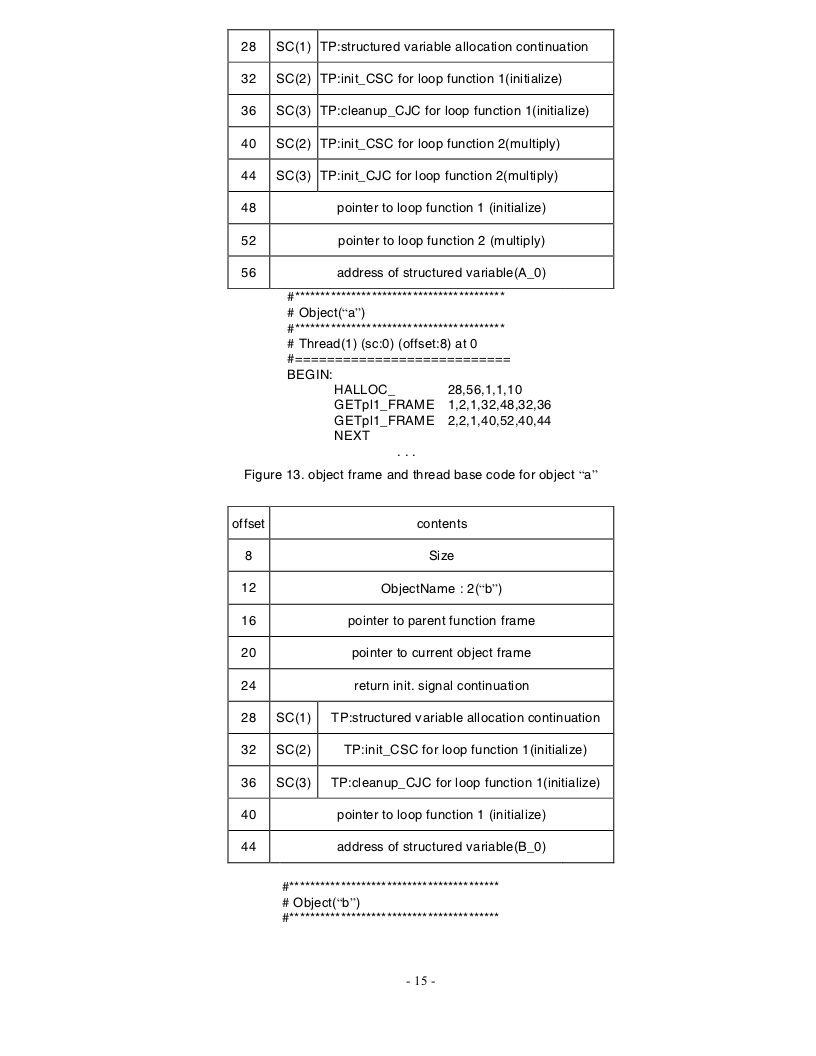 28 SC(1) TP:structured variable allocation continuation
32 SC(2) TP:init_CSC for loop function 1(initialize)
36 SC(3) TP:cleanup_CJC for loop function 1(initialize)
40 SC(2) TP:init_CSC for loop function 2(multiply)
44 SC(3) TP:init_CJC for loop function 2(multiply)
48 pointer to loop function 1 (initialize)
52 pointer to loop function 2 (multiply)
56 address of structured variable(A_0)
#****************************************
# Object(“a”)
#****************************************
# Thread(1) (sc:0) (offset:8) at 0
#===========================
BEGIN:
HALLOC_ 28,56,1,1,10
GETpl1_FRAME 1,2,1,32,48,32,36
GETpl1_FRAME 2,2,1,40,52,40,44
NEXT
. . .
Figure 13. object frame and thread base code for object “a”
offset contents
8 Size
12 ObjectName : 2(“b”)
16 pointer to parent function frame
20 pointer to current object frame
24 return init. signal continuation
28 SC(1) TP:structured variable allocation continuation
32 SC(2) TP:init_CSC for loop function 1(initialize)
36 SC(3) TP:cleanup_CJC for loop function 1(initialize)
40 pointer to loop function 1 (initialize)
44 address of structured variable(B_0)
#****************************************
# Object(“b”)
#****************************************
- 15 -